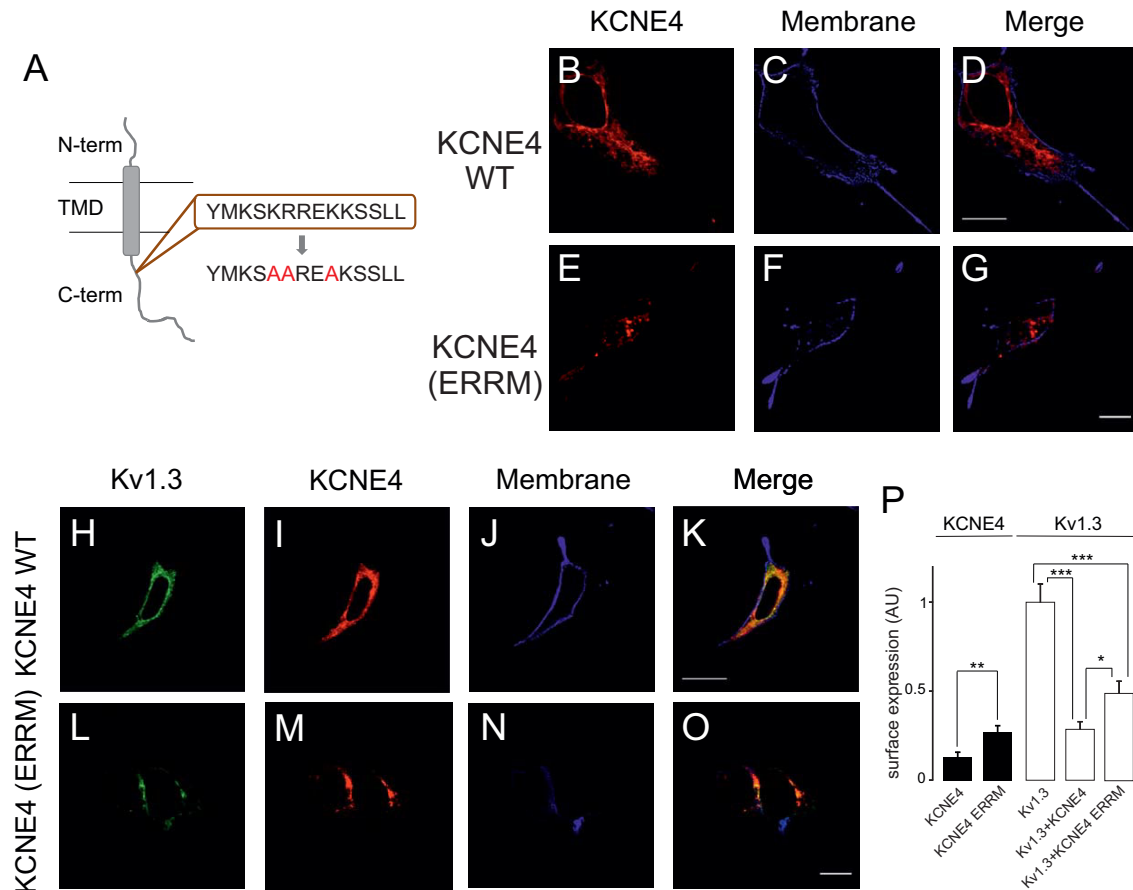 KCNE4 Membrane Merge
A
B C D
N-term
KCNE4
WT
TMD
YMKSKRREKKSSLL
YMKSAAREAKSSLL
C-term
E F G
KCNE4
(ERRM)
Kv1.3 KCNE4 Membrane Merge
KCNE4 WT
H I J K
KCNE4 (ERRM)
L M N O
P
KCNE4 Kv1.3
surface expression (AU)
***
***
**
*
1
0.5
0
KCNE4
KCNE4 ERRM
Kv1.3
Kv1.3+KCNE4
Kv1.3+KCNE4 ERRM